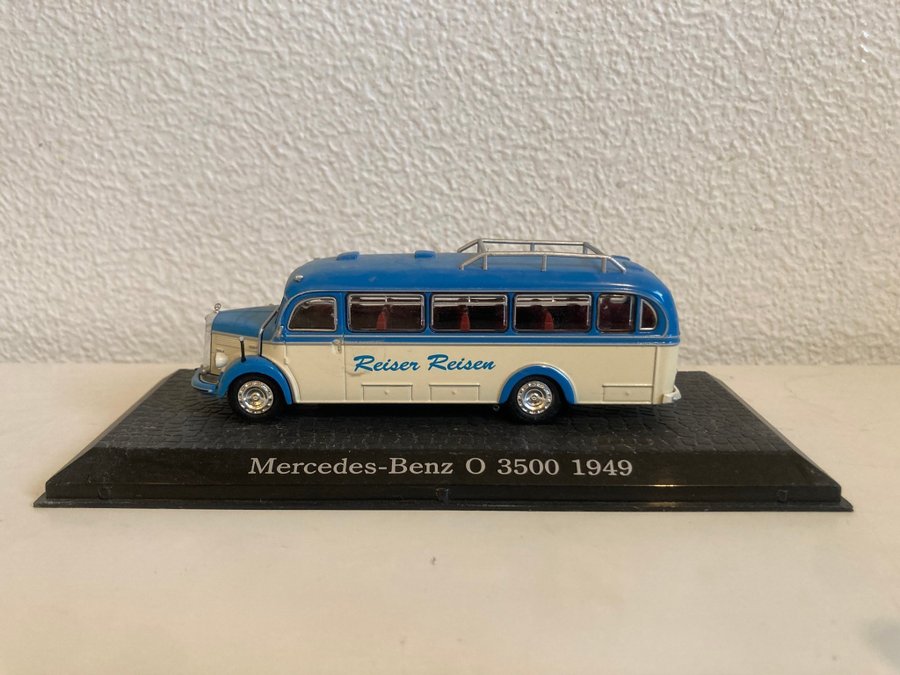 Reiser Reisen
Mercedes-Benz O 3500 1949